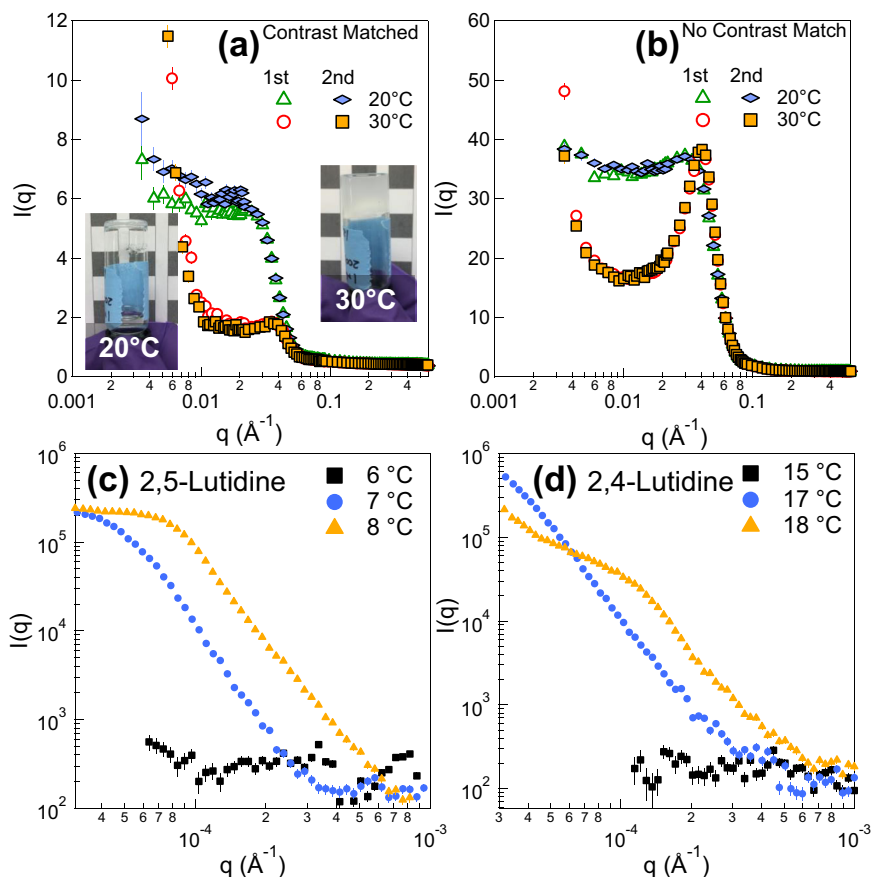 (a) Contrast Matched
1st 2nd
20°C
30°C
I(q)
12
10
8
6
4
2
0
20°C
30°C
2 4 6 8 2 4 6 8 2 4
0.001 0.01 0.1
q (Å⁻¹)
(b) No Contrast Match
1st 2nd
20°C
30°C
I(q)
60
50
40
30
20
10
0
2 4 6 8 2 4 6 8 2 4
0.001 0.01 0.1
q (Å⁻¹)
(c) 2,5-Lutidine
6 °C
7 °C
8 °C
I(q)
10⁶
10⁵
10⁴
10³
10²
4 5 6 7 8 2 3 4 5 6 7 8
10⁻⁴ 10⁻³
q (Å⁻¹)
(d) 2,4-Lutidine
15 °C
17 °C
18 °C
I(q)
10⁶
10⁵
10⁴
10³
10²
3 4 5 6 7 8 2 3 4 5 6 7 8
10⁻⁴ 10⁻³
q (Å⁻¹)